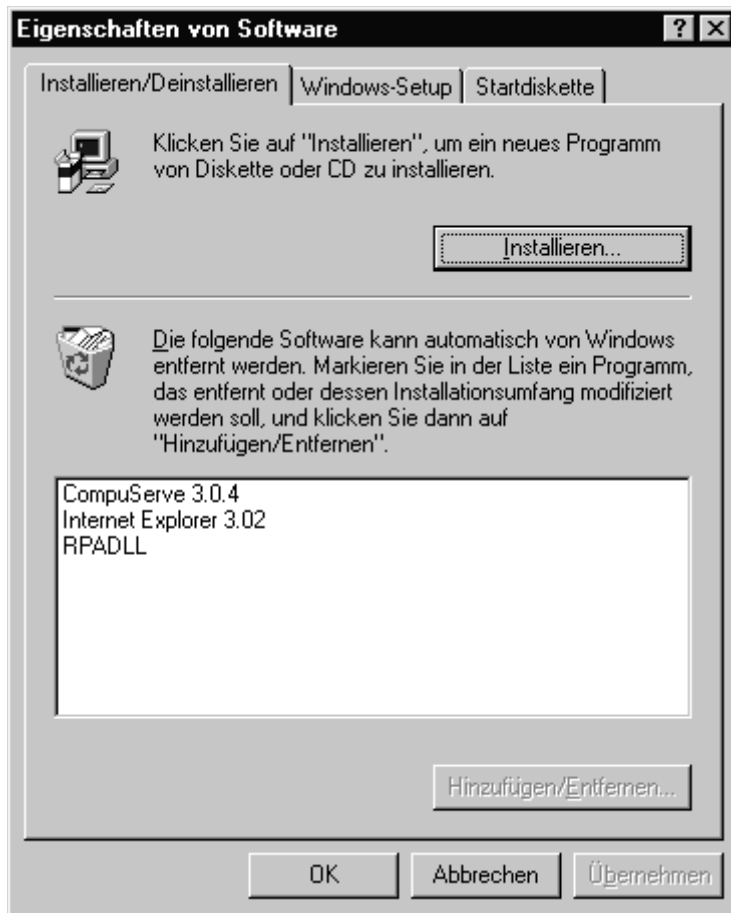 Eigenschaften von Software
Installieren/Deinstallieren Windows-Setup Startdiskette
Klicken Sie auf "Installieren", um ein neues Programm
von Diskette oder CD zu installieren.
Installieren...
Die folgende Software kann automatisch von Windows
entfernt werden. Markieren Sie in der Liste ein Programm,
das entfernt oder dessen Installationsumfang modifiziert
werden soll, und klicken Sie dann auf
"Hinzufügen/Entfernen".
CompuServe 3.0.4
Internet Explorer 3.02
RPADLL
Hinzufügen/Entfernen...
OK Abbrechen Übernehmen